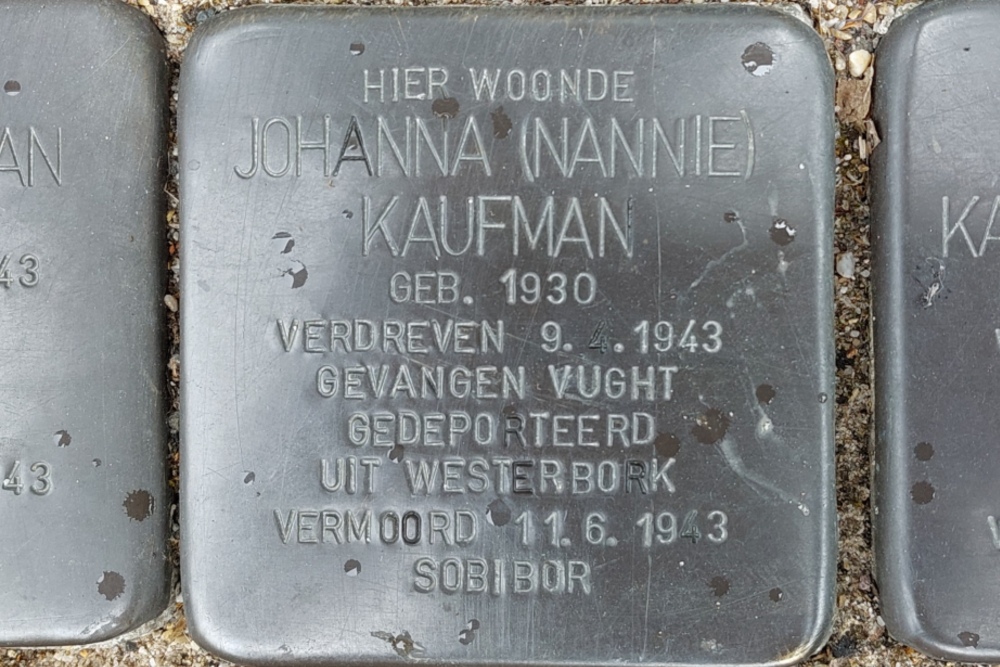 HIER WOONDE
JOHANNA (NANNIE)
KAUFMAN
GEB. 1930
VERDREVEN 9.4.1943
GEVANGEN VUGHT
GEDEPORTEERD
UIT WESTERBORK
VERMOORD 11.6.1943
SOBIBOR